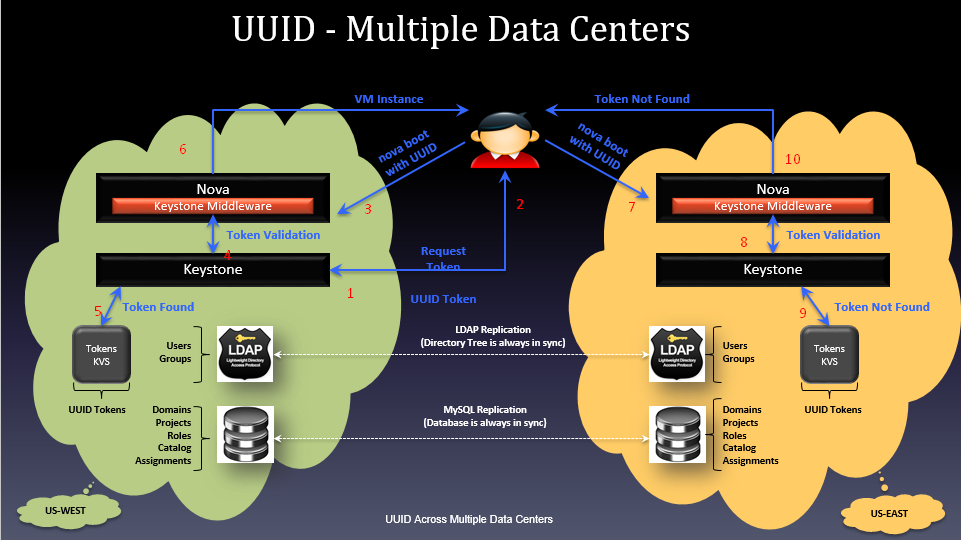 UUID - Multiple Data Centers
VM Instance
Token Not Found
6
nova boot
with UUID
nova boot
with UUID
10
Nova
Keystone Middleware
3
2
7
Nova
Keystone Middleware
Token Validation
4
8
Token Validation
Keystone
Request
Token
Keystone
1
UUID Token
5
Token Found
9
Token Not Found
Tokens
KVS
Users
Groups
LDAP
Lightweight Directory
Access Protocol
LDAP Replication
(Directory Tree is always in sync)
LDAP
Lightweight Directory
Access Protocol
Users
Groups
Tokens
KVS
UUID Tokens
UUID Tokens
Domains
Projects
Roles
Catalog
Assignments
MySQL Replication
(Database is always in sync)
Domains
Projects
Roles
Catalog
Assignments
US-WEST
US-EAST
UUID Across Multiple Data Centers